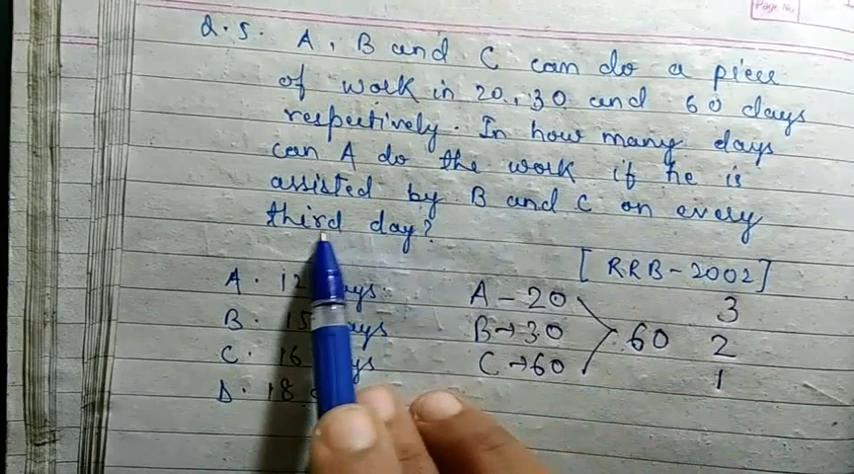 Page No
Q.5. A, B and C can do a piece
of work in 20, 30 and 60 days
respectively. In how many days
can A do the work if he is
assisted by B and C on every
third day?
[RRB-2002]
A. 12
B. 15
C. 16
D. 18
A - 20 3
B → 30 60 2
C → 60 1